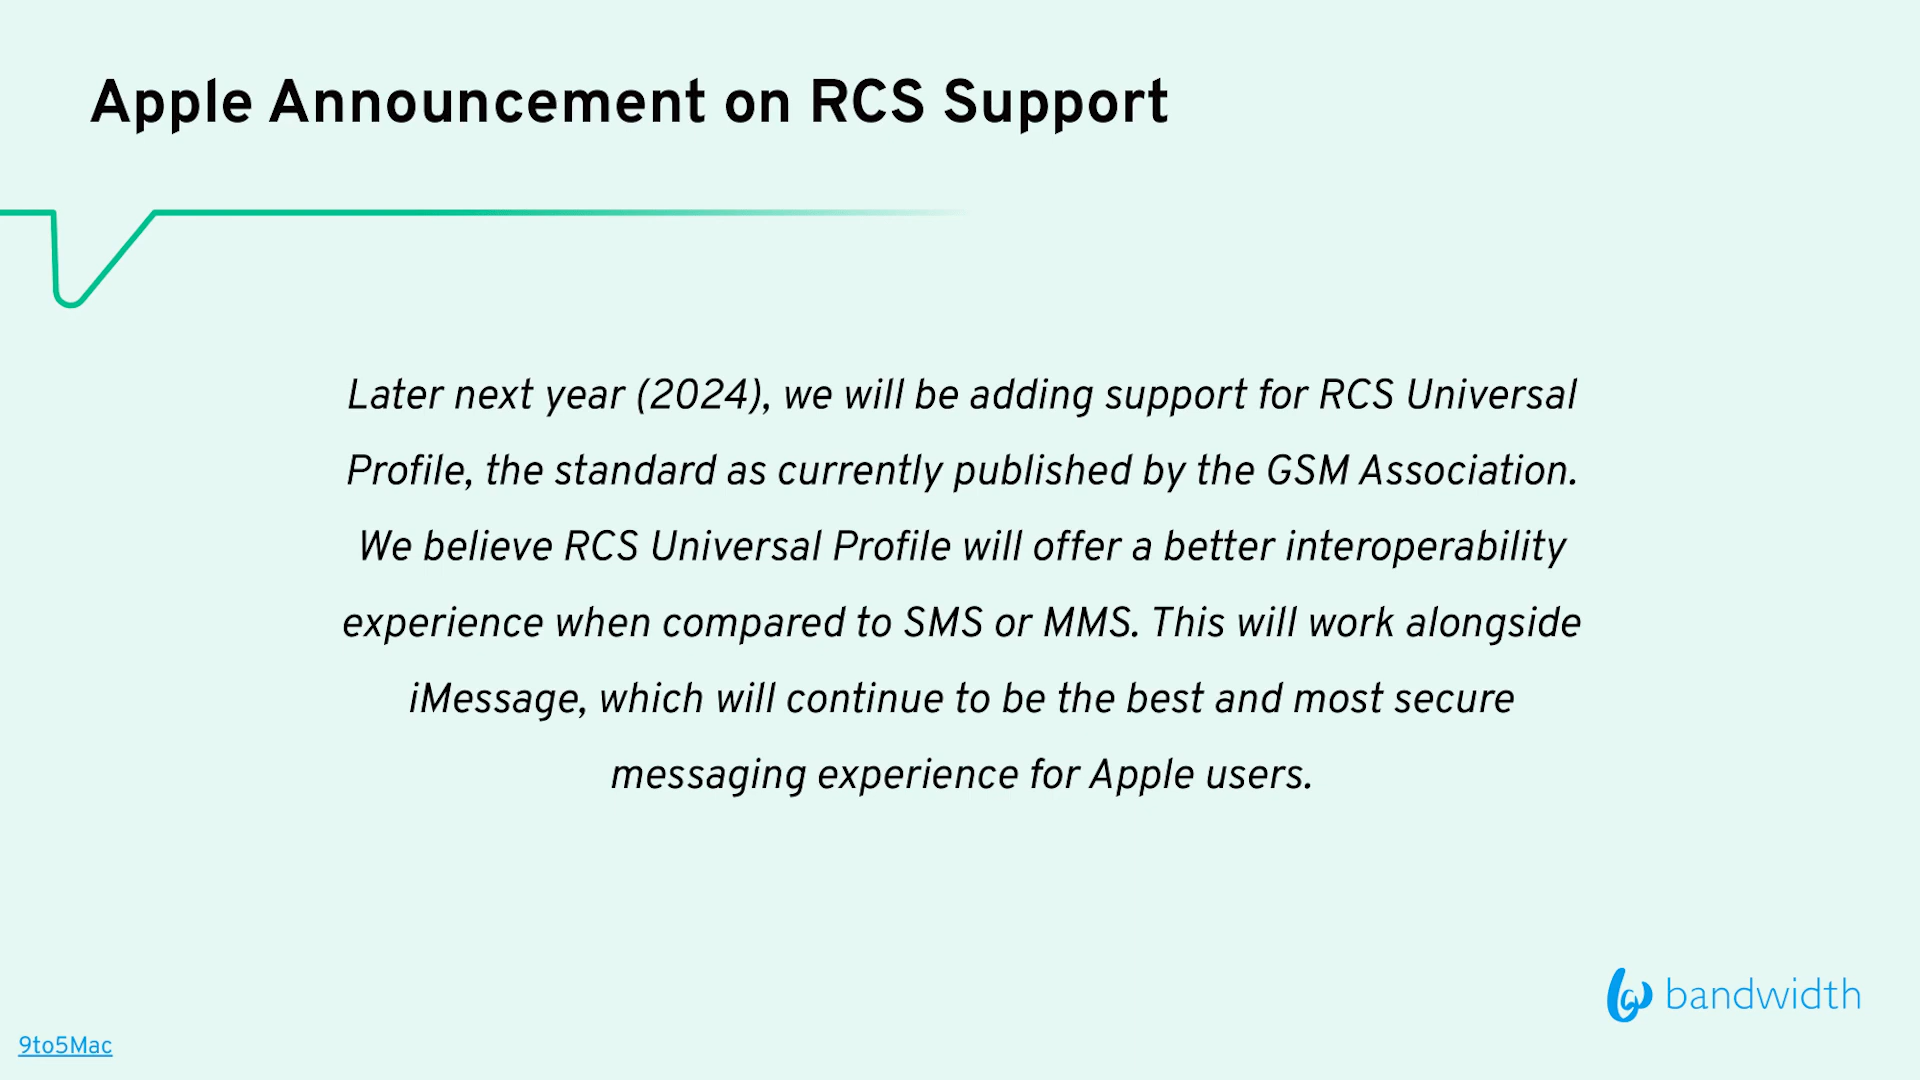 Apple Announcement on RCS Support
Later next year (2024), we will be adding support for RCS Universal
Profile, the standard as currently published by the GSM Association.
We believe RCS Universal Profile will offer a better interoperability
experience when compared to SMS or MMS. This will work alongside
iMessage, which will continue to be the best and most secure
messaging experience for Apple users.
bandwidth
9to5Mac